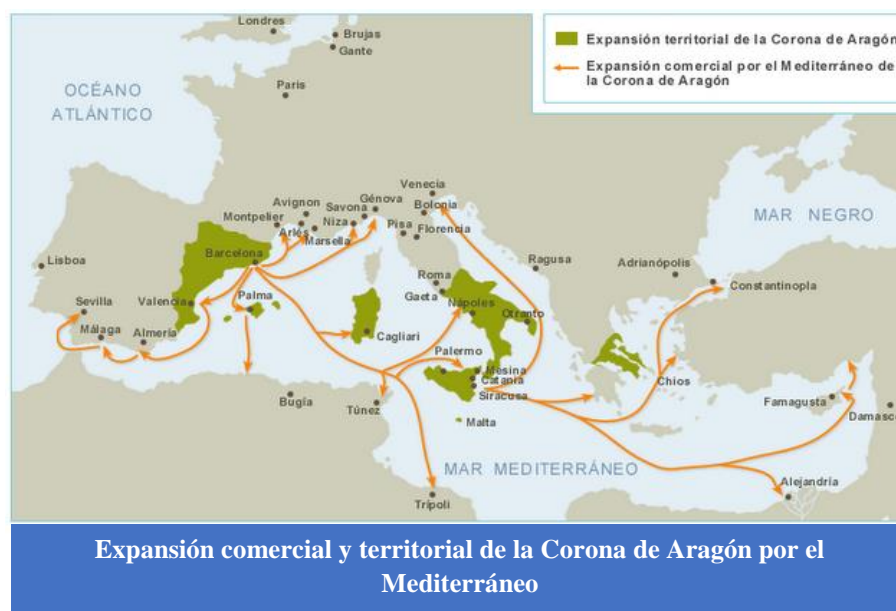 Londres
Brujas
Gante
Expansión territorial de la Corona de Aragón
Expansión comercial por el Mediterráneo de
la Corona de Aragón
OCÉANO
ATLÁNTICO
Paris
Venecia
Bolonia
Avignon
Savona
Génova
Montpelier
Arlés
Niza
Marsella
Pisa
Florencia
MAR NEGRO
Barcelona
Lisboa
Ragusa
Adrianópolis
Constantinopla
Roma
Gaeta
Nápoles
Otranto
Sevilla
Valencia
Palma
Málaga
Almería
Cagliari
Palermo
Mesina
Catania
Siracusa
Chios
Bugía
Túnez
Malta
Famagusta
Damasc
MAR MEDITERRÁNEO
Trípoli
Alejandría
Expansión comercial y territorial de la Corona de Aragón por el
Mediterráneo